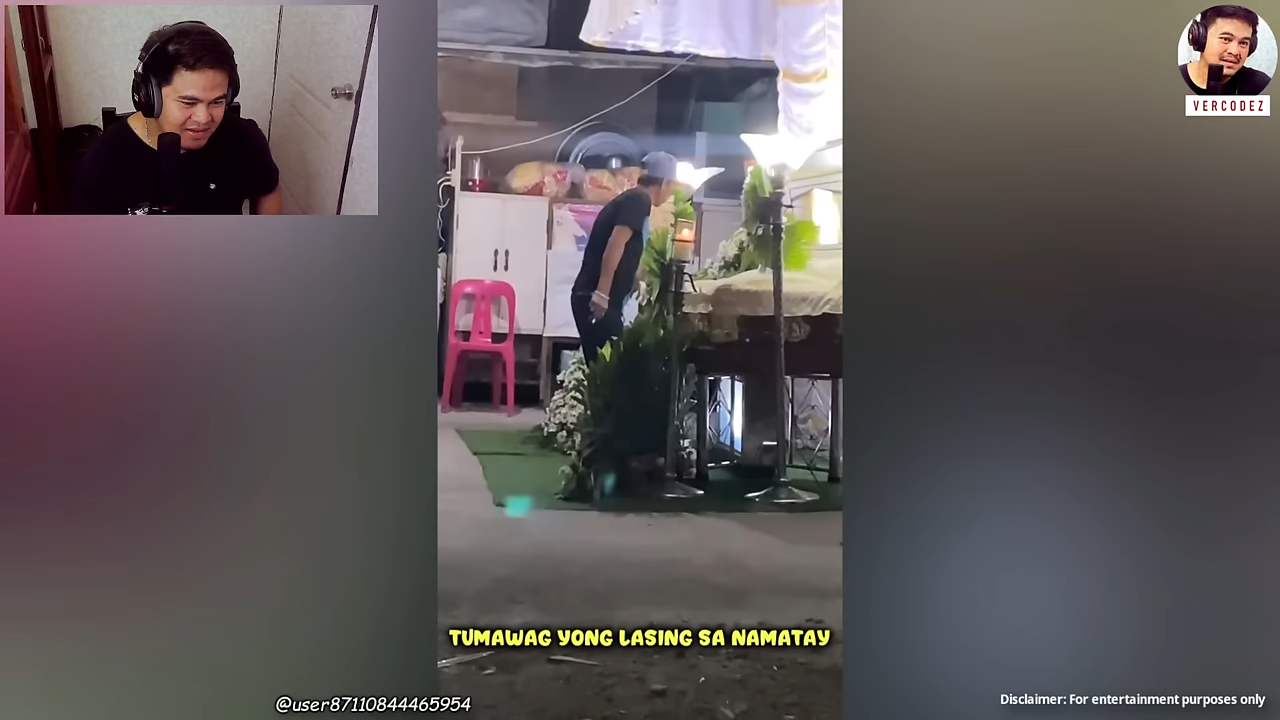 VERCODEZ
TUMAWAG YONG LASING SA NAMATAY
@user87110844465954
Disclaimer: For entertainment purposes only